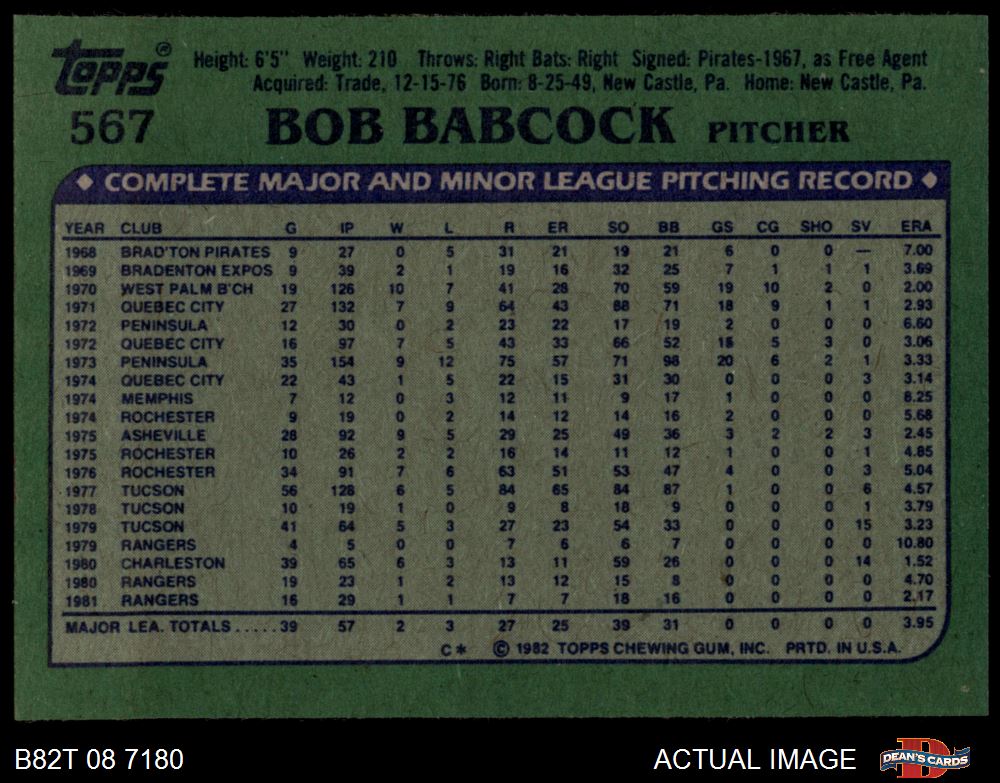 Topps® Height: 6'5" Weight: 210 Throws: Right Bats: Right Signed: Pirates-1967, as Free Agent
Acquired: Trade, 12-15-76 Born: 8-25-49, New Castle, Pa. Home: New Castle, Pa.
567 BOB BABCOCK PITCHER
◆ COMPLETE MAJOR AND MINOR LEAGUE PITCHING RECORD ◆
YEAR CLUB G IP W L R ER SO BB GS CG SHO SV ERA
1968 BRAD'TON PIRATES 9 27 0 5 31 21 19 21 6 0 0 — 7.00
1969 BRADENTON EXPOS 9 39 2 1 19 16 32 25 7 1 1 1 3.69
1970 WEST PALM B'CH 19 126 10 7 41 28 70 59 19 10 2 0 2.00
1971 QUEBEC CITY 27 132 7 9 64 43 88 71 18 9 1 1 2.93
1972 PENINSULA 12 30 0 2 23 22 17 19 2 0 0 0 6.60
1972 QUEBEC CITY 16 97 7 5 43 33 66 52 15 5 3 0 3.06
1973 PENINSULA 35 154 9 12 75 57 71 98 20 6 2 1 3.33
1974 QUEBEC CITY 22 43 1 5 22 15 31 30 0 0 0 3 3.14
1974 MEMPHIS 7 12 0 3 12 11 9 17 1 0 0 0 8.25
1974 ROCHESTER 9 19 0 2 14 12 14 16 2 0 0 0 5.68
1975 ASHEVILLE 28 92 9 5 29 25 49 36 3 2 2 3 2.45
1975 ROCHESTER 10 26 2 2 16 14 11 12 1 0 0 1 4.85
1976 ROCHESTER 34 91 7 6 63 51 53 47 4 0 0 3 5.04
1977 TUCSON 56 128 6 5 84 65 84 87 1 0 0 6 4.57
1978 TUCSON 10 19 1 0 9 8 18 9 0 0 0 1 3.79
1979 TUCSON 41 64 5 3 27 23 54 33 0 0 0 15 3.23
1979 RANGERS 4 5 0 0 7 6 6 7 0 0 0 0 10.80
1980 CHARLESTON 39 65 6 3 13 11 59 26 0 0 0 14 1.52
1980 RANGERS 19 23 1 2 13 12 15 8 0 0 0 0 4.70
1981 RANGERS 16 29 1 1 7 7 18 16 0 0 0 0 2.17
MAJOR LEA. TOTALS.....39 57 2 3 27 25 39 31 0 0 0 0 3.95
C* © 1982 TOPPS CHEWING GUM, INC. PRTD. IN U.S.A.
B82T 08 7180 ACTUAL IMAGE DEAN'S CARDS